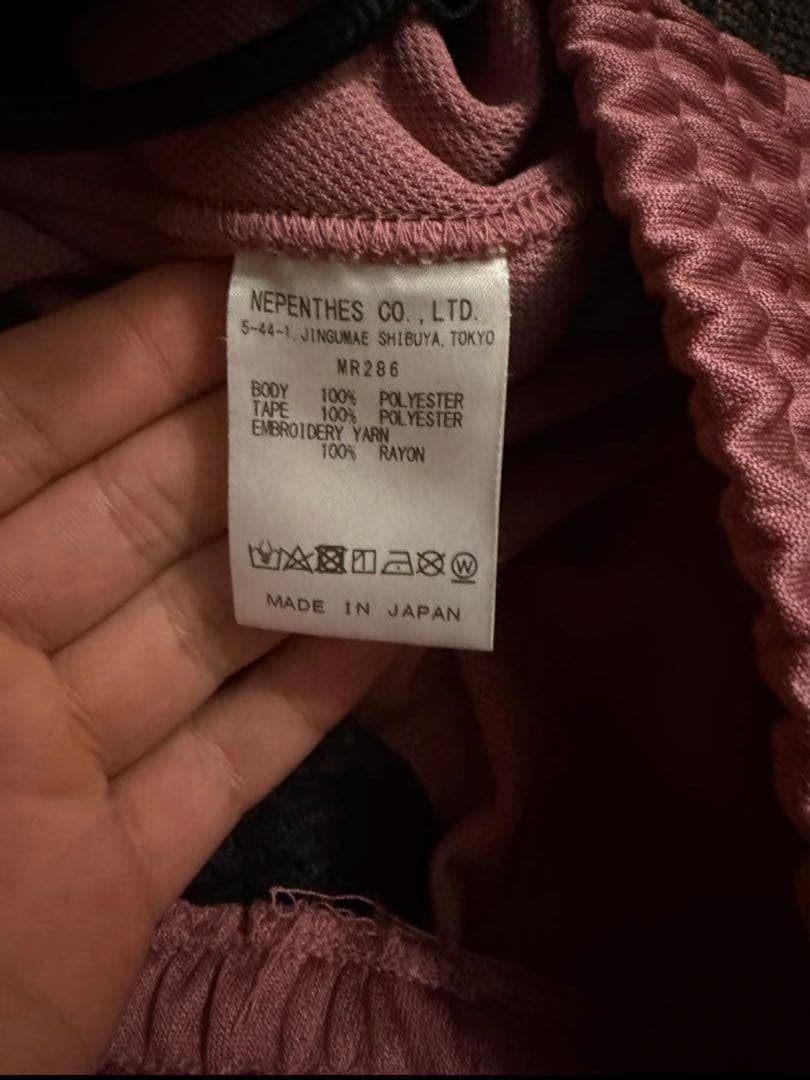 NEPENTHES CO., LTD.
5-44-1, JINGUMAE SHIBUYA, TOKYO
MR286
BODY 100% POLYESTER
TAPE 100% POLYESTER
EMBROIDERY YARN
100% RAYON
W
MADE IN JAPAN